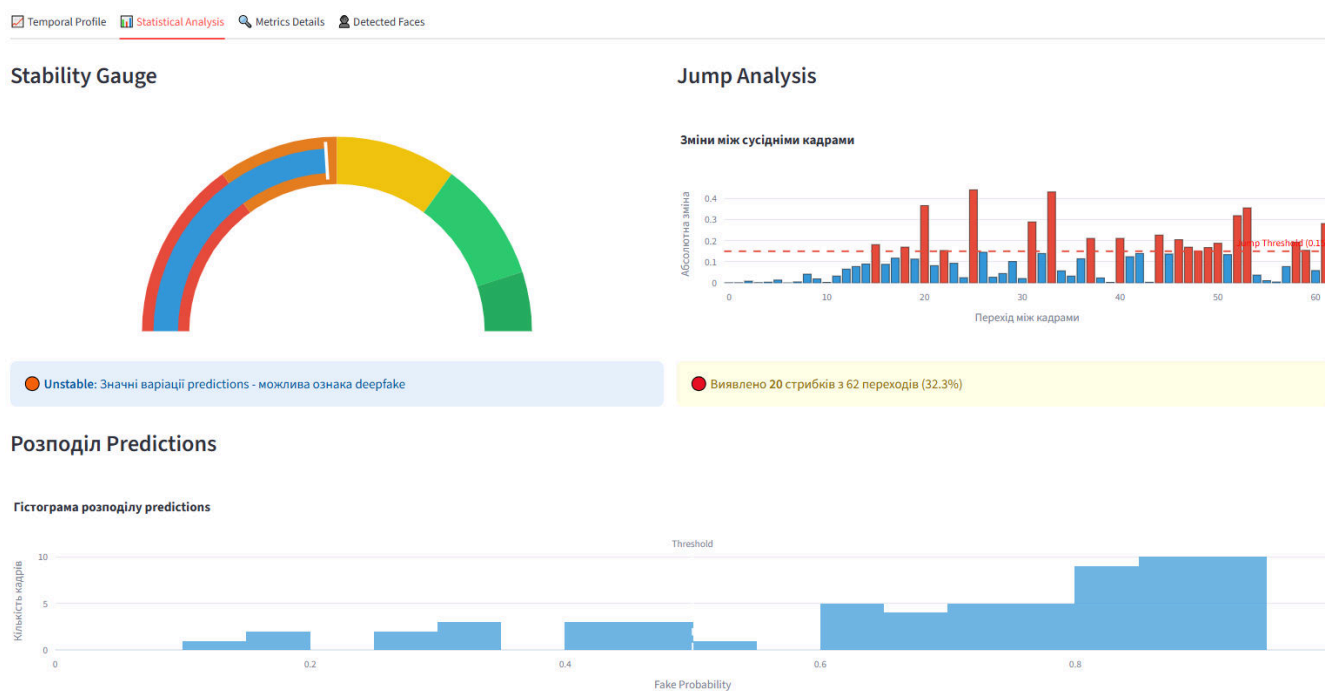 Temporal Profile
Statistical Analysis
Metrics Details
Detected Faces
Stability Gauge
Unstable: Значні варіації predictions - можлива ознака deepfake
Jump Analysis
Зміни між сусідніми кадрами
Абсолютна зміна
0.4
0.3
0.2
0.1
0
Jump Threshold (0.15
0
10
20
30
40
50
60
Перехід між кадрами
Виявлено 20 стрибків з 62 переходів (32.3%)
Розподіл Predictions
Гістограма розподілу predictions
Threshold
Кількість кадрів
10
5
0
0
0.2
0.4
0.6
0.8
Fake Probability